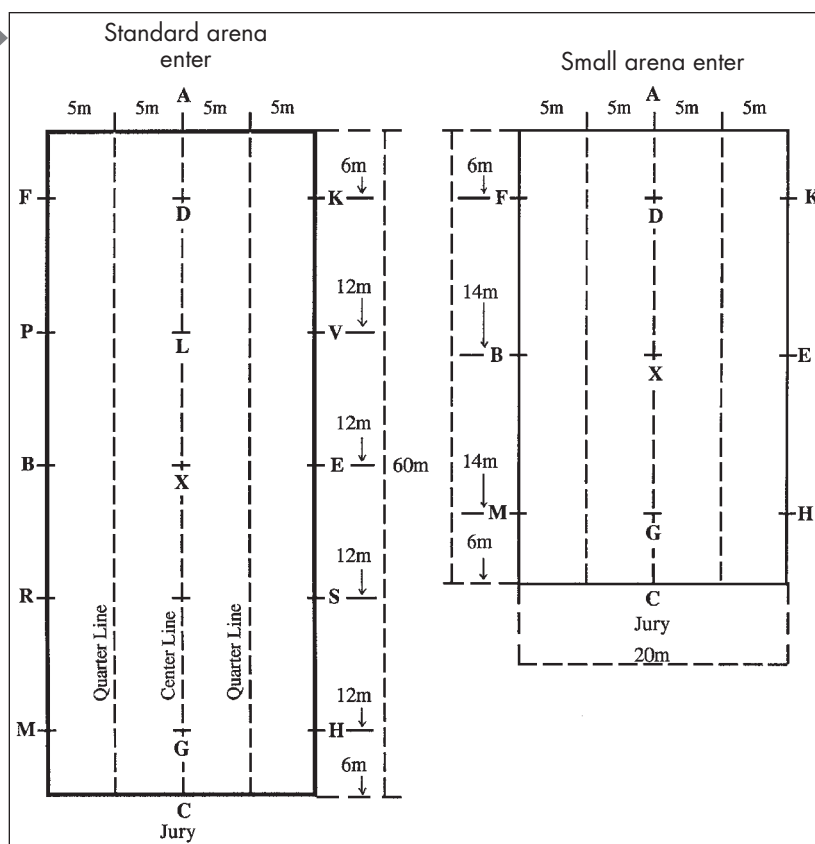 Standard arena
enter
A
5m 5m 5m 5m
6m
F D K
12m
P L V
12m
B X E
60m
12m
R S
Quarter Line Center Line Quarter Line
12m
M G H
6m
C
Jury
Small arena enter
A
5m 5m 5m 5m
6m
F D K
14m
B X E
14m
M G H
6m
C
Jury
20m